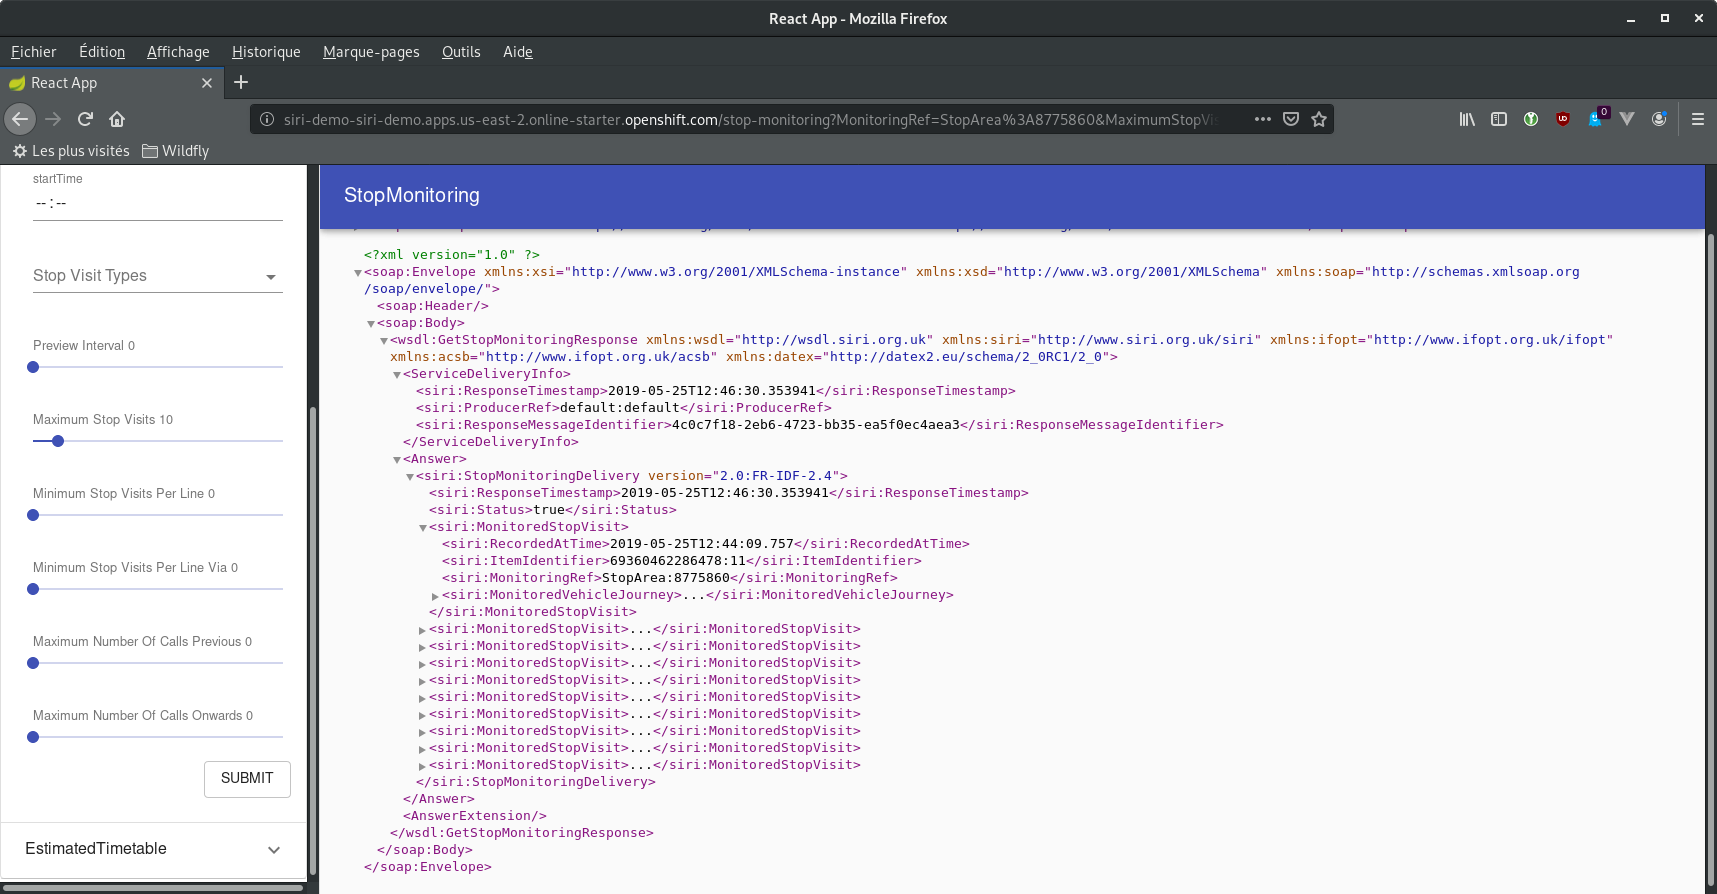 React App - Mozilla Firefox
Fichier Édition Affichage Historique Marque-pages Outils Aide
React App
siri-demo-siri-demo.apps.us-east-2.online-starter.openshift.com/stop-monitoring?MonitoringRef=StopArea%3A8775860&MaximumStopVis
0
Les plus visités Wildfly
startTime
-- : --
Stop Visit Types
Preview Interval 0
Maximum Stop Visits 10
Minimum Stop Visits Per Line 0
Minimum Stop Visits Per Line Via 0
Maximum Number Of Calls Previous 0
Maximum Number Of Calls Onwards 0
SUBMIT
EstimatedTimetable
StopMonitoring
<?xml version="1.0" ?>
<soap:Envelope xmlns:xsi="http://www.w3.org/2001/XMLSchema-instance" xmlns:xsd="http://www.w3.org/2001/XMLSchema" xmlns:soap="http://schemas.xmlsoap.org
/soap/envelope/">
<soap:Header/>
<soap:Body>
<wsdl:GetStopMonitoringResponse xmlns:wsdl="http://wsdl.siri.org.uk" xmlns:siri="http://www.siri.org.uk/siri" xmlns:ifopt="http://www.ifopt.org.uk/ifopt"
xmlns:acsb="http://www.ifopt.org.uk/acsb" xmlns:datex="http://datex2.eu/schema/2_0RC1/2_0">
<ServiceDeliveryInfo>
<siri:ResponseTimestamp>2019-05-25T12:46:30.353941</siri:ResponseTimestamp>
<siri:ProducerRef>default:default</siri:ProducerRef>
<siri:ResponseMessageIdentifier>4c0c7f18-2eb6-4723-bb35-ea5f0ec4aea3</siri:ResponseMessageIdentifier>
</ServiceDeliveryInfo>
<Answer>
<siri:StopMonitoringDelivery version="2.0:FR-IDF-2.4">
<siri:ResponseTimestamp>2019-05-25T12:46:30.353941</siri:ResponseTimestamp>
<siri:Status>true</siri:Status>
<siri:MonitoredStopVisit>
<siri:RecordedAtTime>2019-05-25T12:44:09.757</siri:RecordedAtTime>
<siri:ItemIdentifier>69360462286478:11</siri:ItemIdentifier>
<siri:MonitoringRef>StopArea:8775860</siri:MonitoringRef>
<siri:MonitoredVehicleJourney>...</siri:MonitoredVehicleJourney>
</siri:MonitoredStopVisit>
<siri:MonitoredStopVisit>...</siri:MonitoredStopVisit>
<siri:MonitoredStopVisit>...</siri:MonitoredStopVisit>
<siri:MonitoredStopVisit>...</siri:MonitoredStopVisit>
<siri:MonitoredStopVisit>...</siri:MonitoredStopVisit>
<siri:MonitoredStopVisit>...</siri:MonitoredStopVisit>
<siri:MonitoredStopVisit>...</siri:MonitoredStopVisit>
<siri:MonitoredStopVisit>...</siri:MonitoredStopVisit>
<siri:MonitoredStopVisit>...</siri:MonitoredStopVisit>
<siri:MonitoredStopVisit>...</siri:MonitoredStopVisit>
</siri:StopMonitoringDelivery>
</Answer>
<AnswerExtension/>
</wsdl:GetStopMonitoringResponse>
</soap:Body>
</soap:Envelope>